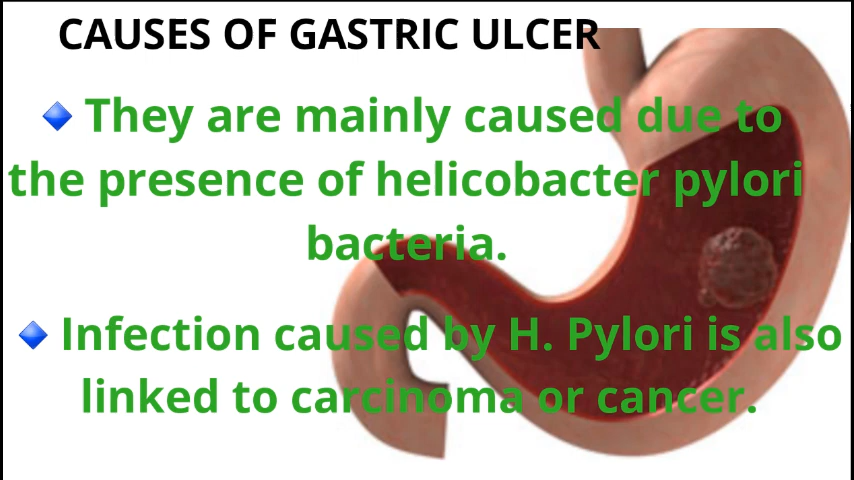 CAUSES OF GASTRIC ULCER
🔹 They are mainly caused due to
the presence of helicobacter pylori
bacteria.
🔹 Infection caused by H. Pylori is also
linked to carcinoma or cancer.